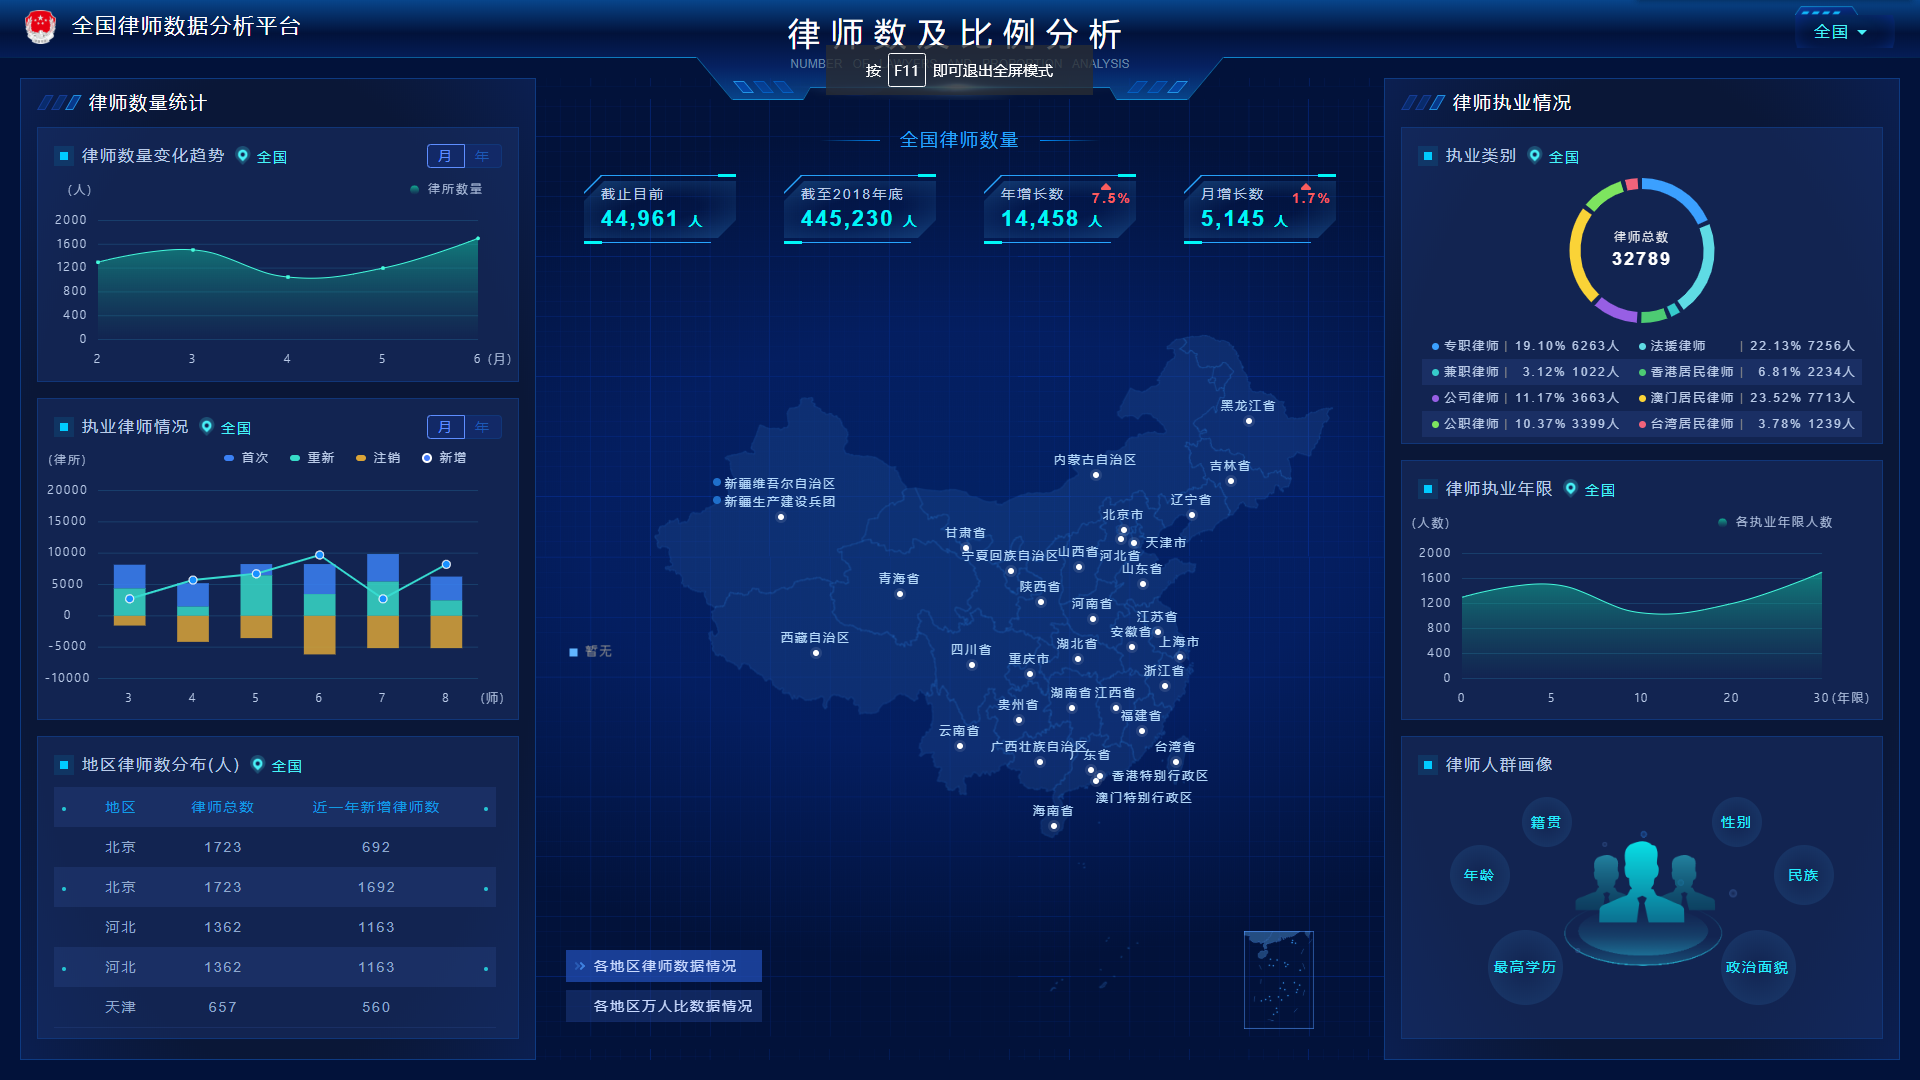 全国律师数据分析平台
律师数及比例分析
全国
按 F11 即可退出全屏模式
律师数量统计
律师数量变化趋势 全国
月 年
(人)
律所数量
2000
1600
1200
800
400
0
2 3 4 5 6 (月)
执业律师情况 全国
月 年
(律所)
首次 重新 注销 新增
20000
15000
10000
5000
0
-5000
-10000
3 4 5 6 7 8 (师)
地区律师数分布(人) 全国
地区 律师总数 近一年新增律师数
北京 1723 692
北京 1723 1692
河北 1362 1163
河北 1362 1163
天津 657 560
全国律师数量
截止目前
44,961 人
截至2018年底
445,230 人
年增长数 7.5%
14,458 人
月增长数 1.7%
5,145 人
黑龙江省
内蒙古自治区
吉林省
新疆维吾尔自治区
新疆生产建设兵团
辽宁省
北京市
甘肃省
天津市
宁夏回族自治区
山西省
河北省
山东省
青海省
陕西省
河南省
江苏省
安徽省
西藏自治区
湖北省
上海市
四川省
重庆市
浙江省
暂无
湖南省
江西省
贵州省
福建省
云南省
广西壮族自治区
广东省
台湾省
香港特别行政区
澳门特别行政区
海南省
各地区律师数据情况
各地区万人比数据情况
律师执业情况
执业类别 全国
律师总数
32789
专职律师 | 19.10% 6263人 法援律师 | 22.13% 7256人
兼职律师 | 3.12% 1022人 香港居民律师 | 6.81% 2234人
公司律师 | 11.17% 3663人 澳门居民律师 | 23.52% 7713人
公职律师 | 10.37% 3399人 台湾居民律师 | 3.78% 1239人
律师执业年限 全国
(人数)
各执业年限人数
2000
1600
1200
800
400
0
0 5 10 20 30 (年限)
律师人群画像
籍贯
性别
年龄
民族
最高学历
政治面貌